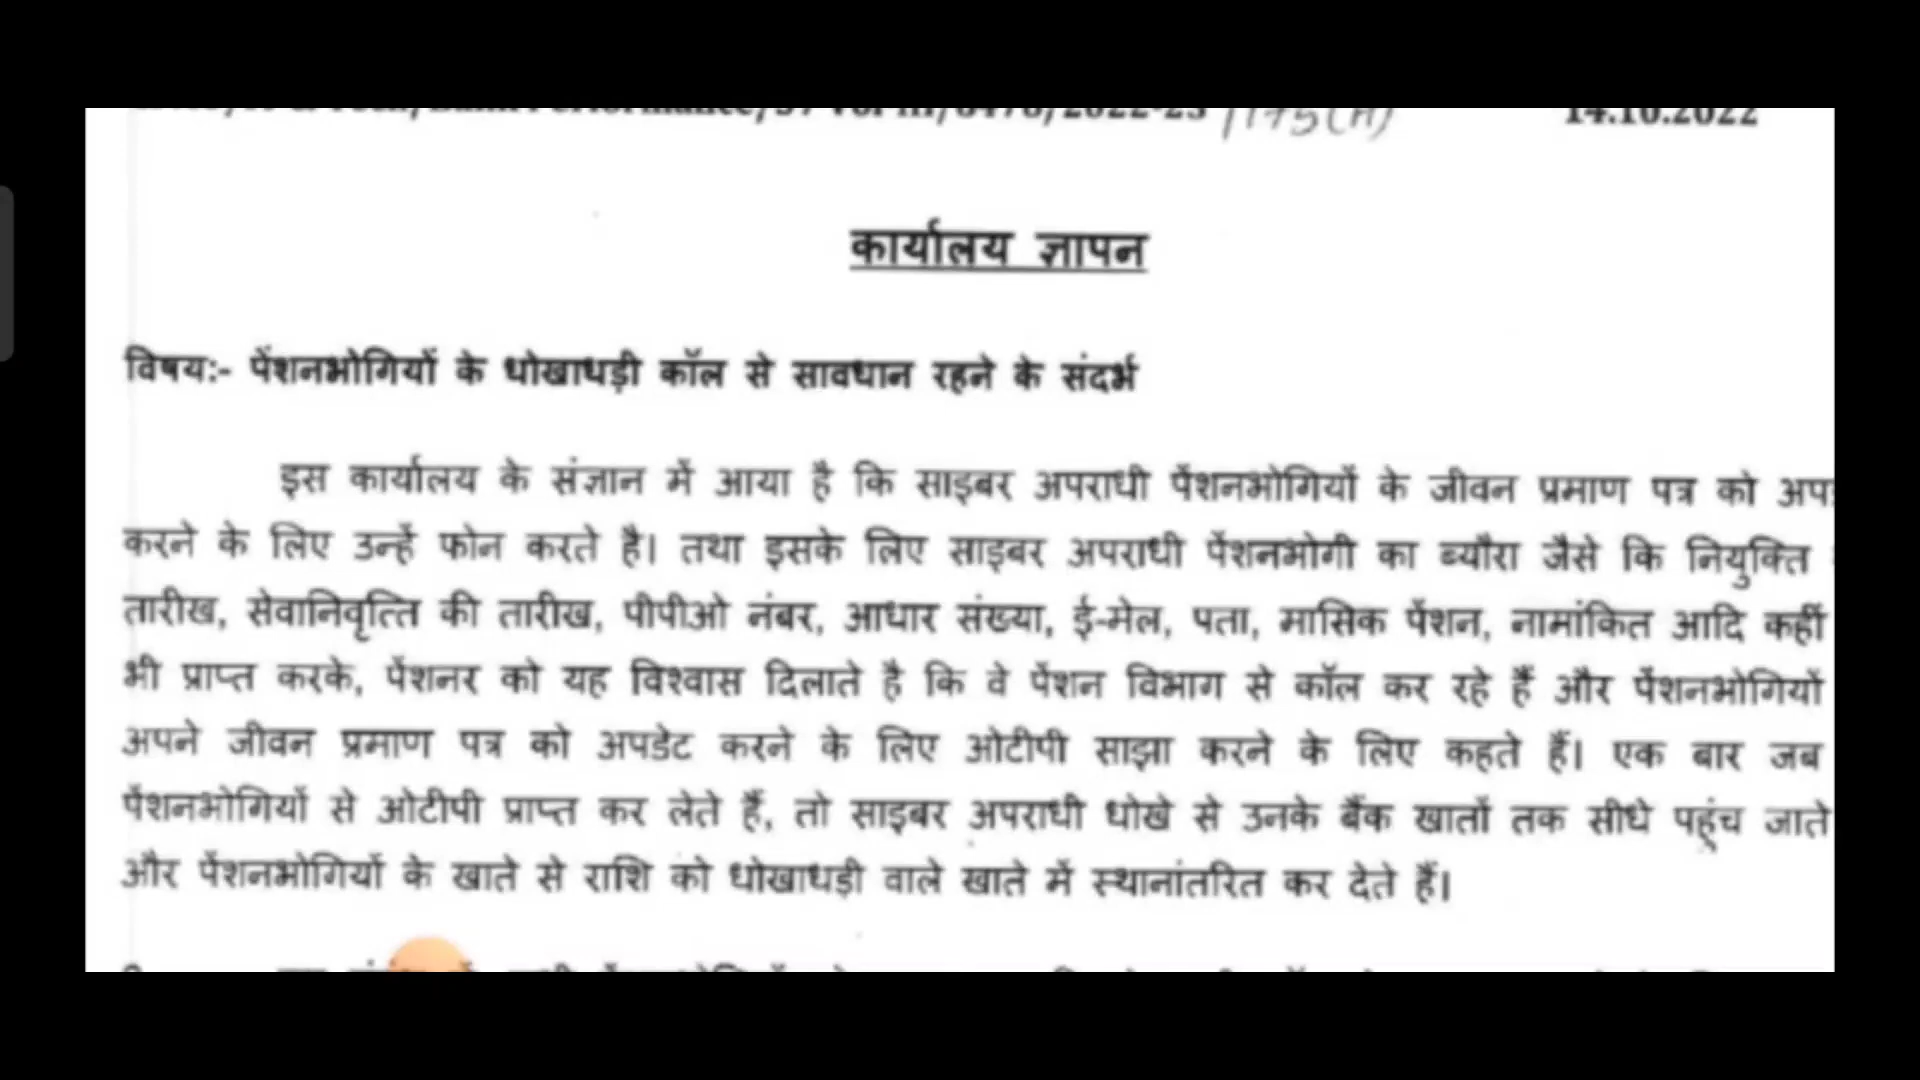 14.10.2022
कार्यालय ज्ञापन
विषय:- पेंशनभोगियों के धोखाधड़ी कॉल से सावधान रहने के संदर्भ
इस कार्यालय के संज्ञान में आया है कि साइबर अपराधी पेंशनभोगियों के जीवन प्रमाण पत्र को
करने के लिए उन्हें फोन करते है। तथा इसके लिए साइबर अपराधी पेंशनभोगी का ब्यौरा जैसे कि नियुक्ति
तारीख, सेवानिवृत्ति की तारीख, पीपीओ नंबर, आधार संख्या, ई-मेल, पता, मासिक पेंशन, नामांकित आदि कहीं
भी प्राप्त करके, पेंशनर को यह विश्वास दिलाते है कि वे पेंशन विभाग से कॉल कर रहे हैं और पेंशनभोगियों
अपने जीवन प्रमाण पत्र को अपडेट करने के लिए ओटीपी साझा करने के लिए कहते हैं। एक बार जब
पेंशनभोगियों से ओटीपी प्राप्त कर लेते हैं, तो साइबर अपराधी धोखे से उनके बैंक खातों तक सीधे पहुंच जाते
और पेंशनभोगियों के खाते से राशि को धोखाधड़ी वाले खाते में स्थानांतरित कर देते हैं।